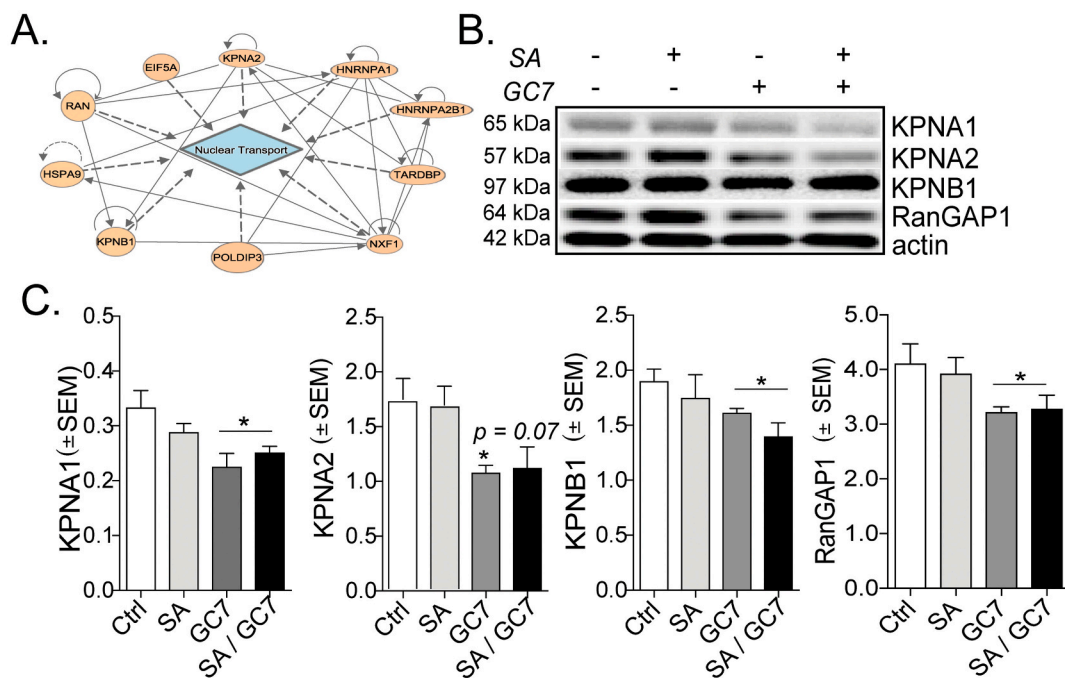 A.
EIF5A
KPNA2
HNRNPA1
RAN
HNRNPA2B1
Nuclear Transport
HSPA9
TARDBP
KPNB1
NXF1
POLDIP3
B.
SA - + - +
GC7 - - + +
65 kDa KPNA1
57 kDa KPNA2
97 kDa KPNB1
64 kDa RanGAP1
42 kDa actin
C.
KPNA1 (± SEM)
0.5
0.4
0.3
0.2
0.1
0.0
*
Ctrl
SA
GC7
SA / GC7
KPNA2 (± SEM)
2.5
2.0
1.5
1.0
0.5
0.0
p = 0.07
*
Ctrl
SA
GC7
SA / GC7
KPNB1 (± SEM)
2.5
2.0
1.5
1.0
0.5
0.0
*
Ctrl
SA
GC7
SA / GC7
RanGAP1 (± SEM)
5.0
4.0
3.0
2.0
1.0
0.0
*
Ctrl
SA
GC7
SA / GC7